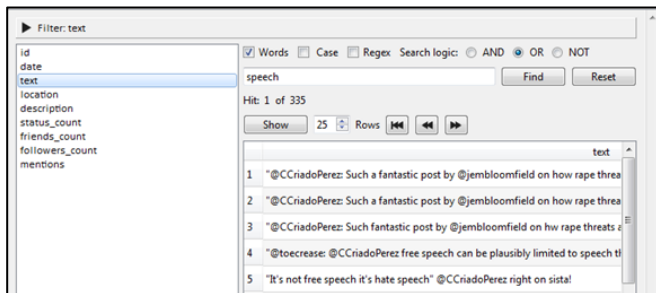 Filter: text
id
date
text
location
description
status_count
friends_count
followers_count
mentions
Words Case Regex Search logic: AND OR NOT
speech Find Reset
Hit: 1 of 335
Show 25 Rows
text
1 "@CCriadoPerez: Such a fantastic post by @jembloomfield on how rape threa
2 "@CCriadoPerez: Such a fantastic post by @jembloomfield on how rape threa
3 "@CCriadoPerez: Such fantastic post by @jembloomfield on hw rape threats a
4 "@toecrease: @CCriadoPerez free speech can be plausibly limited to speech th
5 "It's not free speech it's hate speech" @CCriadoPerez right on sista!